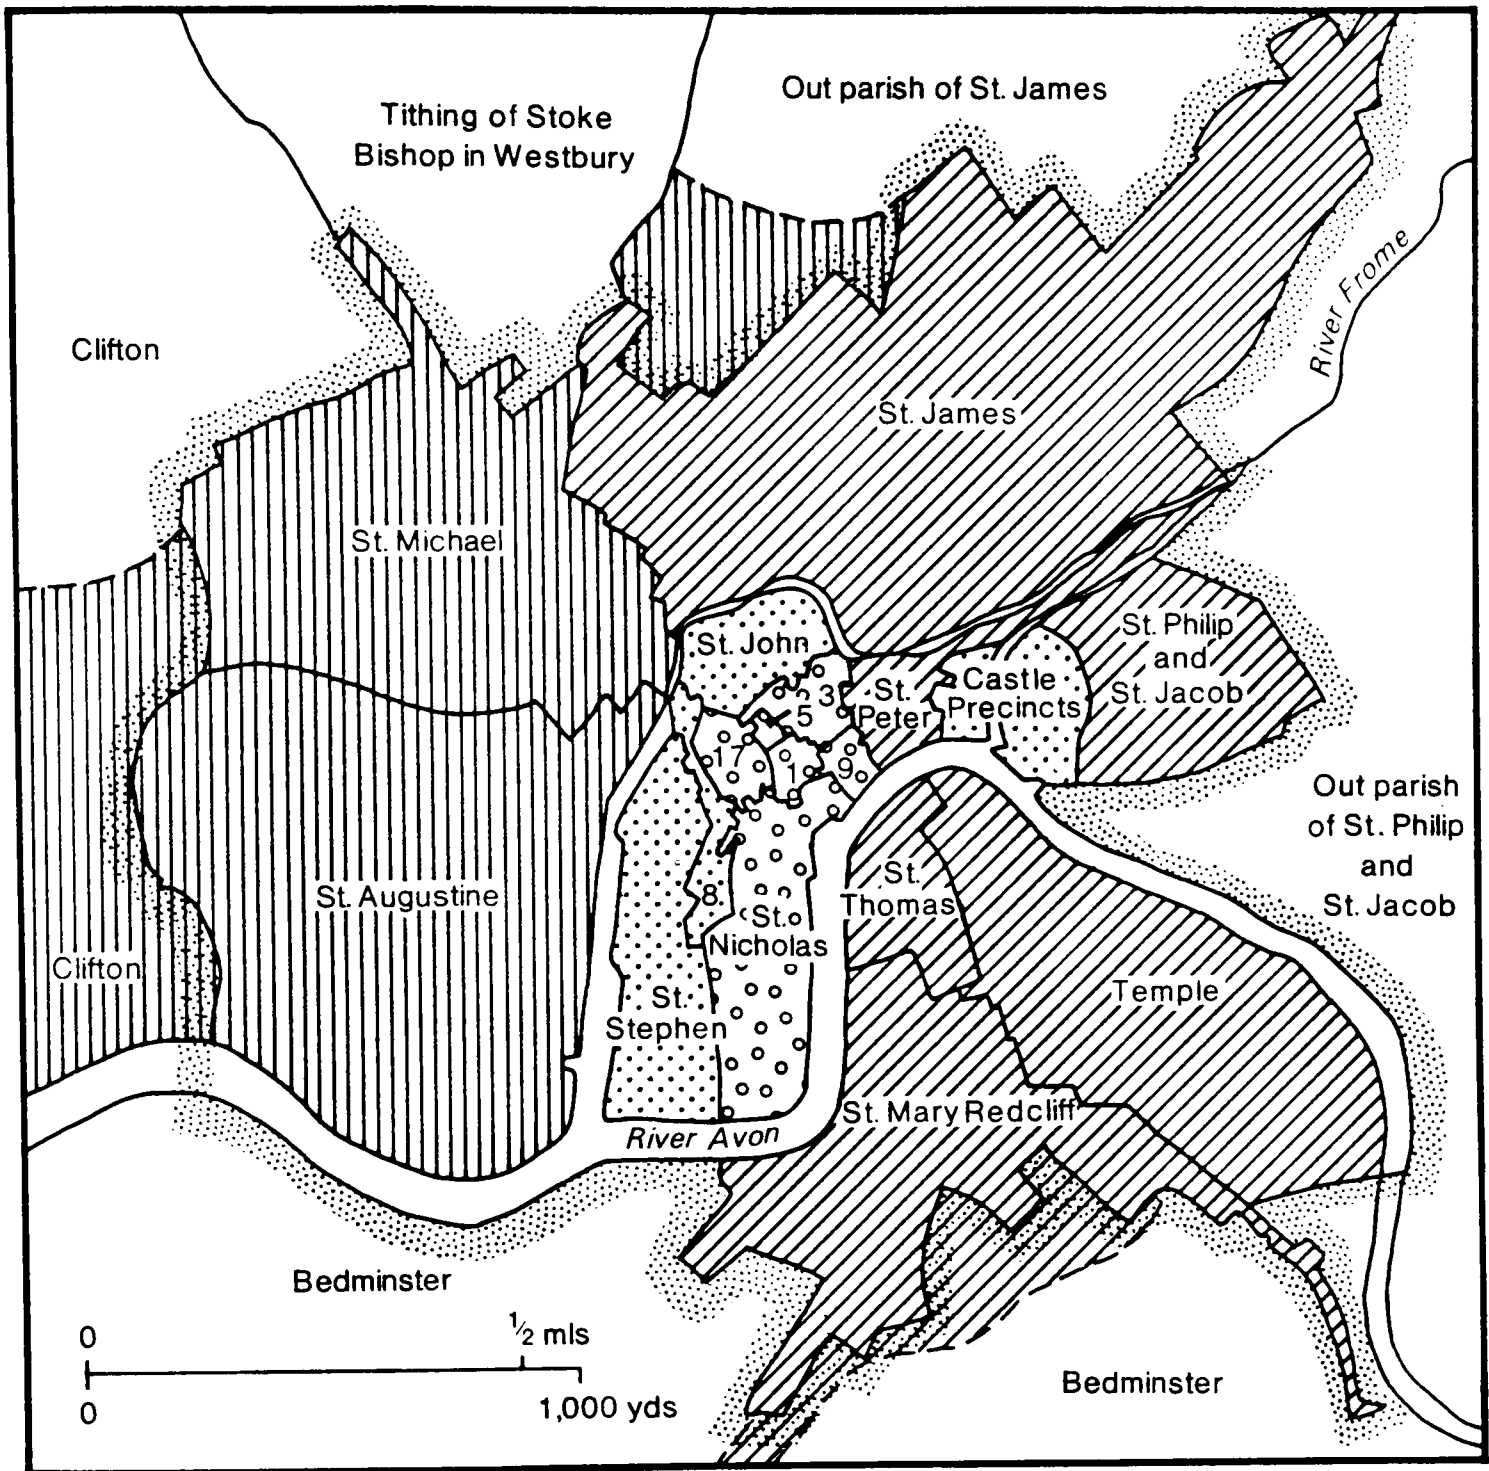 Out parish of St. James
Tithing of Stoke
Bishop in Westbury
River Frome
Clifton
St. James
St. Michael
St. John
St. Philip
and
St. Jacob
Castle
Precincts
St.
Peter
3
5
17
1
9
Out parish
of St. Philip
and
St. Jacob
St. Augustine
St.
Thomas
8
St.
Nicholas
Clifton
Temple
St.
Stephen
St. Mary Redcliff
River Avon
Bedminster
0
½ mls
Bedminster
0
1,000 yds